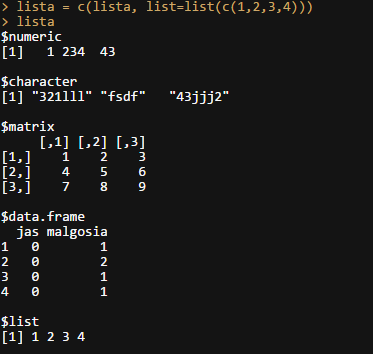 > lista = c(lista, list=list(c(1,2,3,4)))
> lista
$numeric
[1]   1 234  43

$character
[1] "321lll" "fsdf"   "43jjj2"

$matrix
     [,1] [,2] [,3]
[1,]    1    2    3
[2,]    4    5    6
[3,]    7    8    9

$data.frame
  jas malgosia
1   0        1
2   0        2
3   0        1
4   0        1

$list
[1] 1 2 3 4